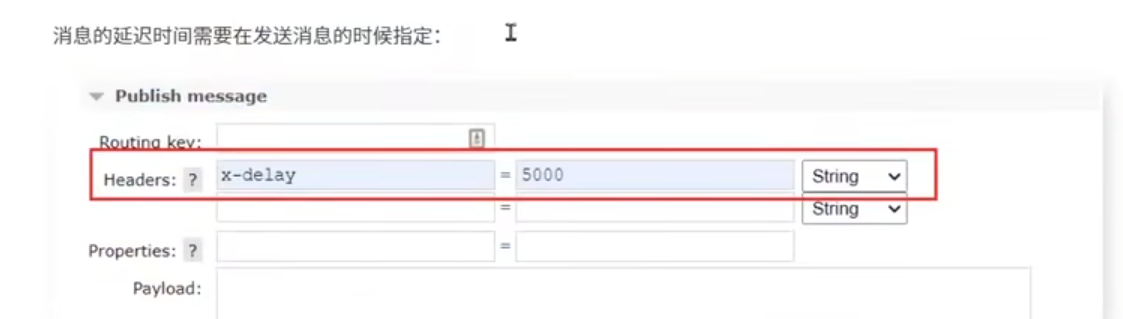 消息的延迟时间需要在发送消息的时候指定：
Publish message
Routing key:
Headers: ? x-delay = 5000 String
= String
Properties: ? =
Payload: